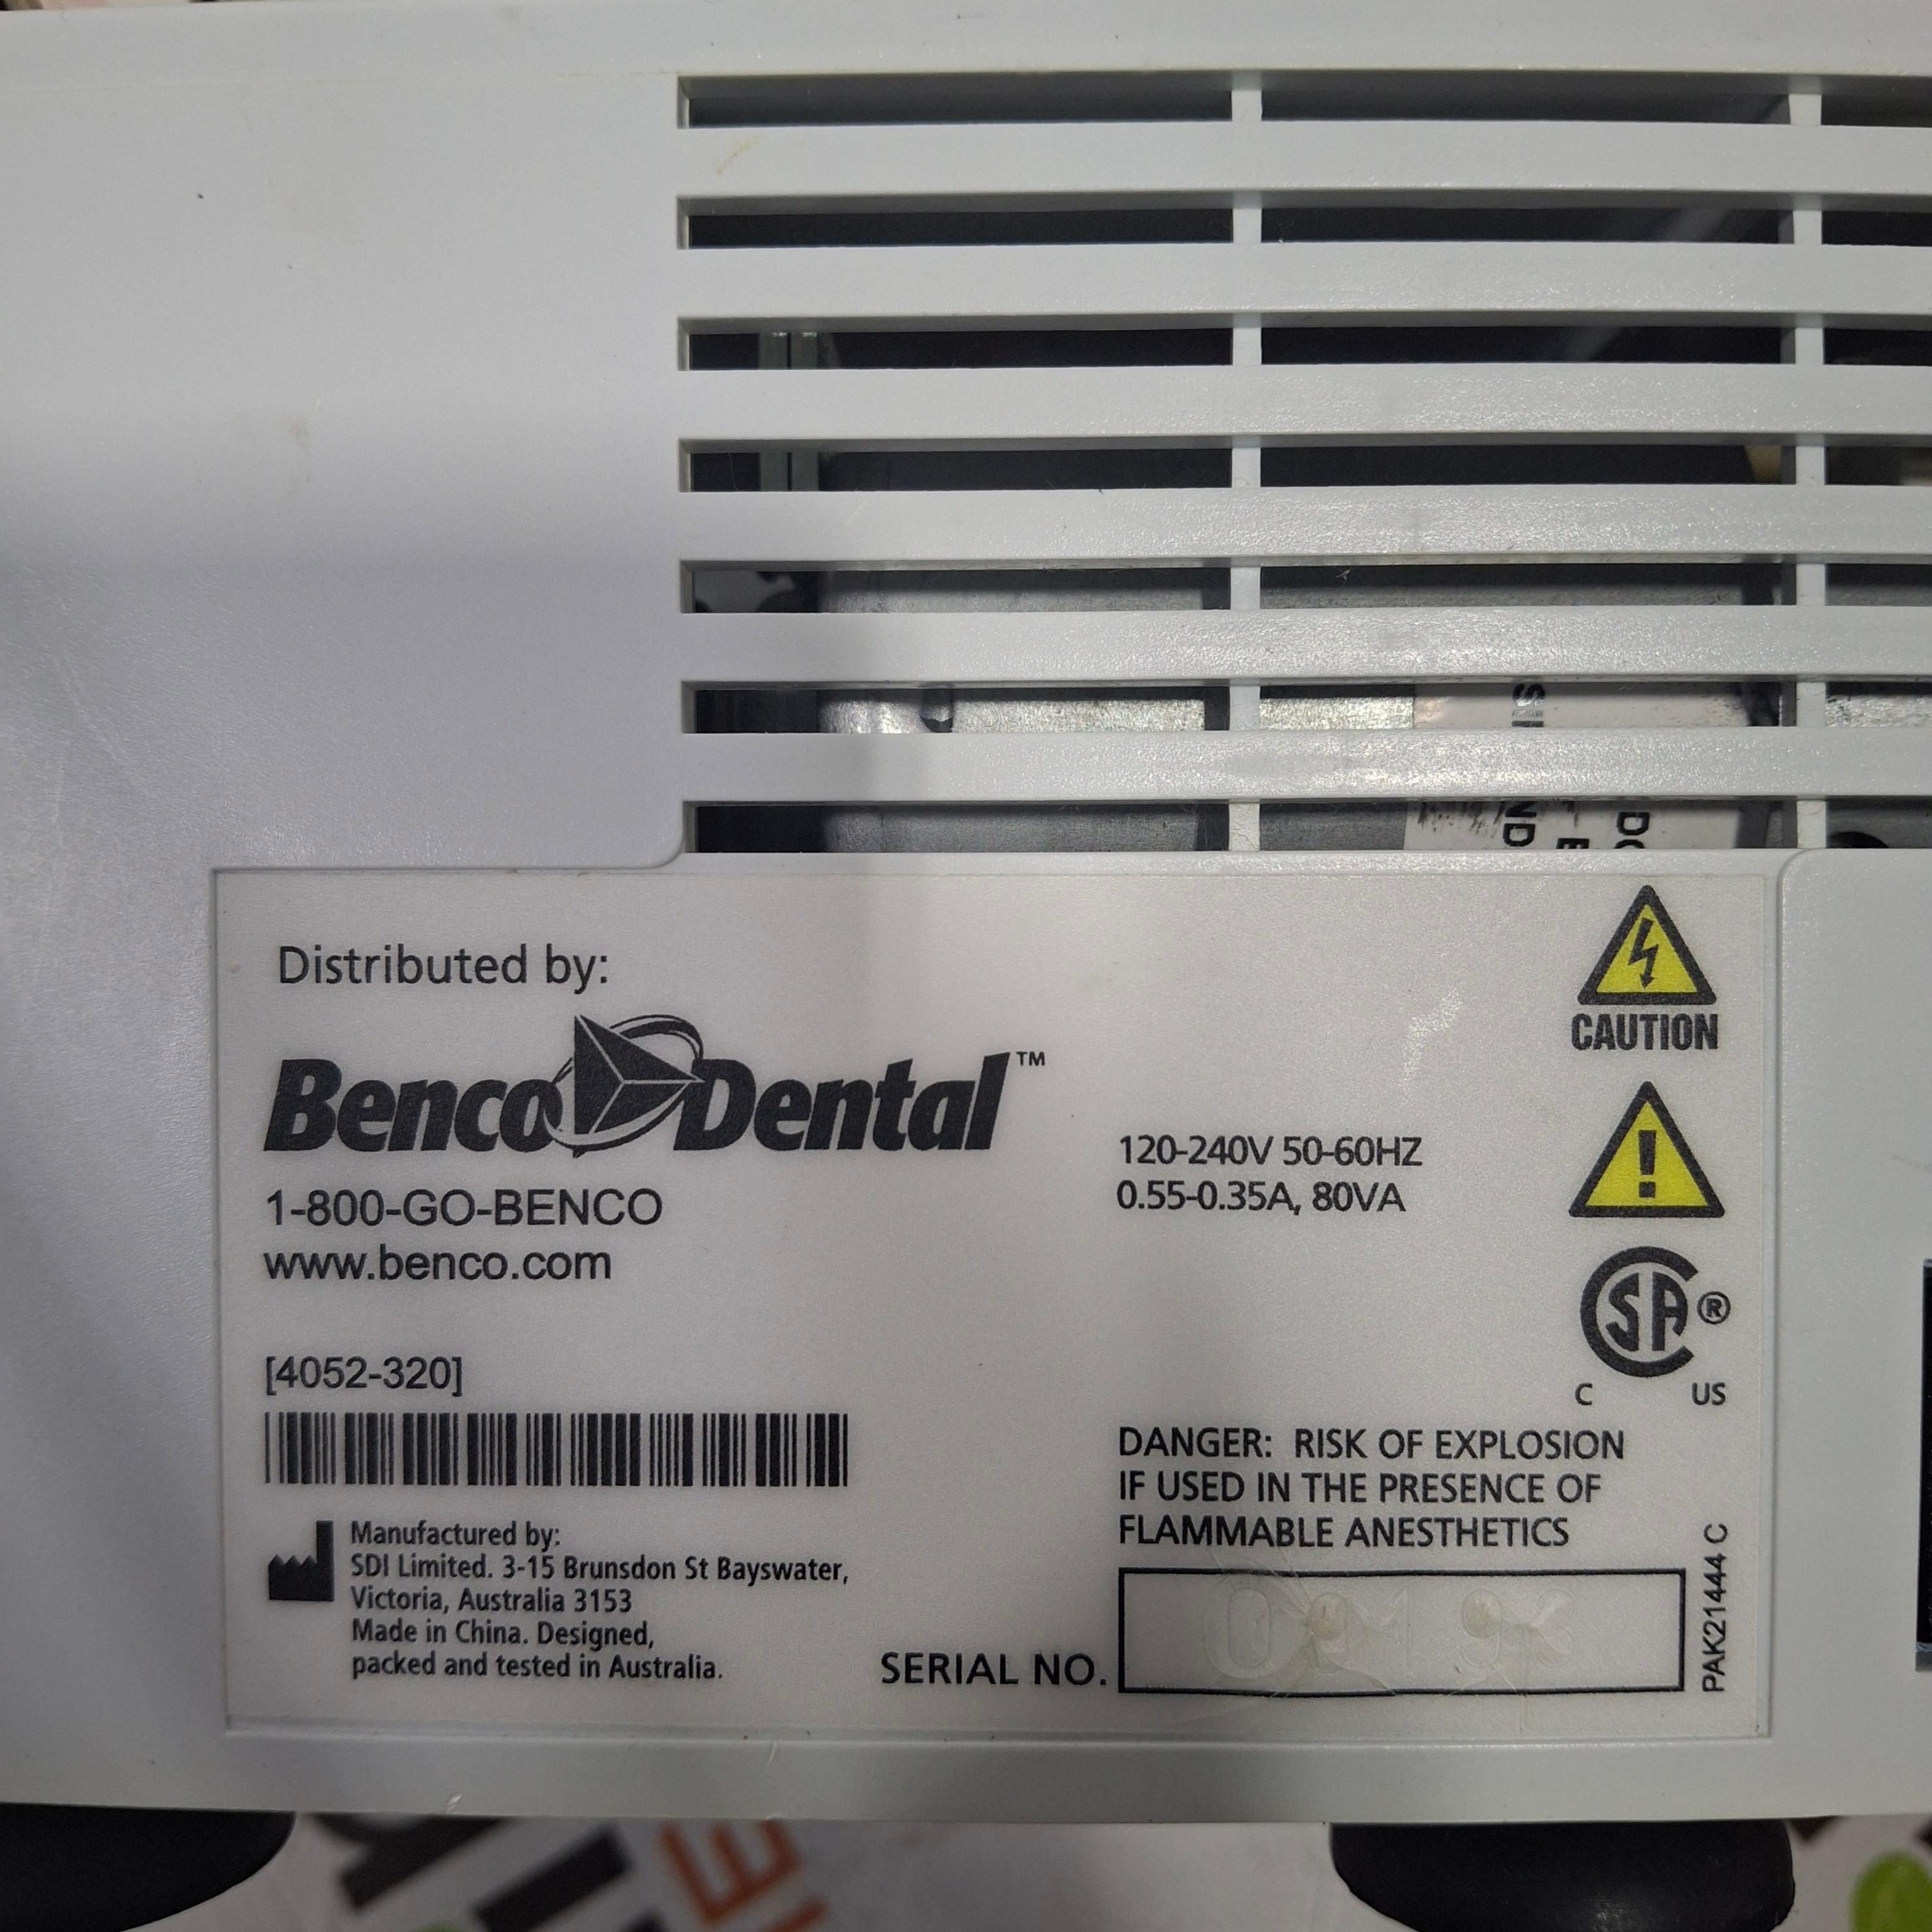 Distributed by:
Benco Dental™
1-800-GO-BENCO
www.benco.com
120-240V 50-60HZ
0.55-0.35A, 80VA
CAUTION
SA®
C US
[4052-320]
Manufactured by:
SDI Limited. 3-15 Brunsdon St Bayswater,
Victoria, Australia 3153
Made in China. Designed,
packed and tested in Australia.
DANGER: RISK OF EXPLOSION
IF USED IN THE PRESENCE OF
FLAMMABLE ANESTHETICS
SERIAL NO.
PAK21444 C